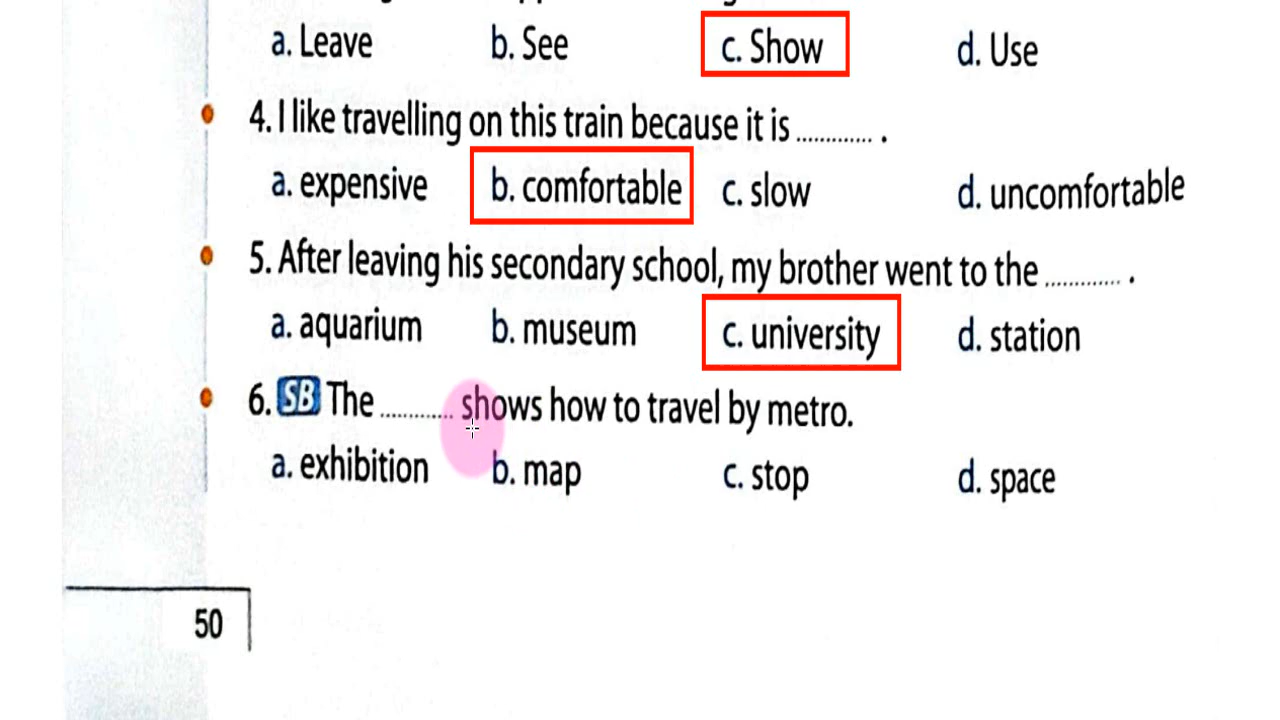 a. Leave b. See c. Show d. Use
4. I like travelling on this train because it is ............. .
a. expensive b. comfortable c. slow d. uncomfortable
5. After leaving his secondary school, my brother went to the ............. .
a. aquarium b. museum c. university d. station
6. SB The ............. shows how to travel by metro.
a. exhibition b. map c. stop d. space
50